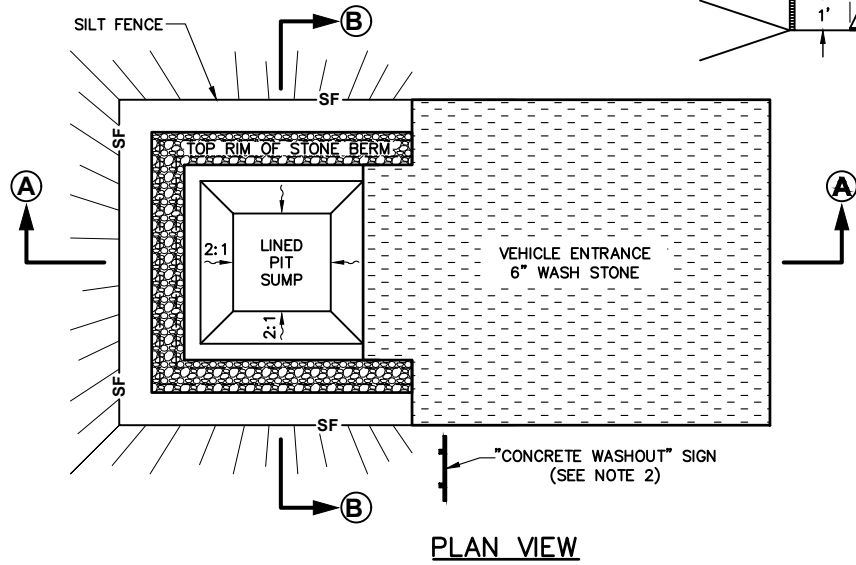 SILT FENCE
B
1'
SF
SF
TOP RIM OF STONE BERM
A
A
2:1
LINED
PIT
SUMP
VEHICLE ENTRANCE
6" WASH STONE
2:1
SF
SF
"CONCRETE WASHOUT" SIGN
(SEE NOTE 2)
B
PLAN VIEW